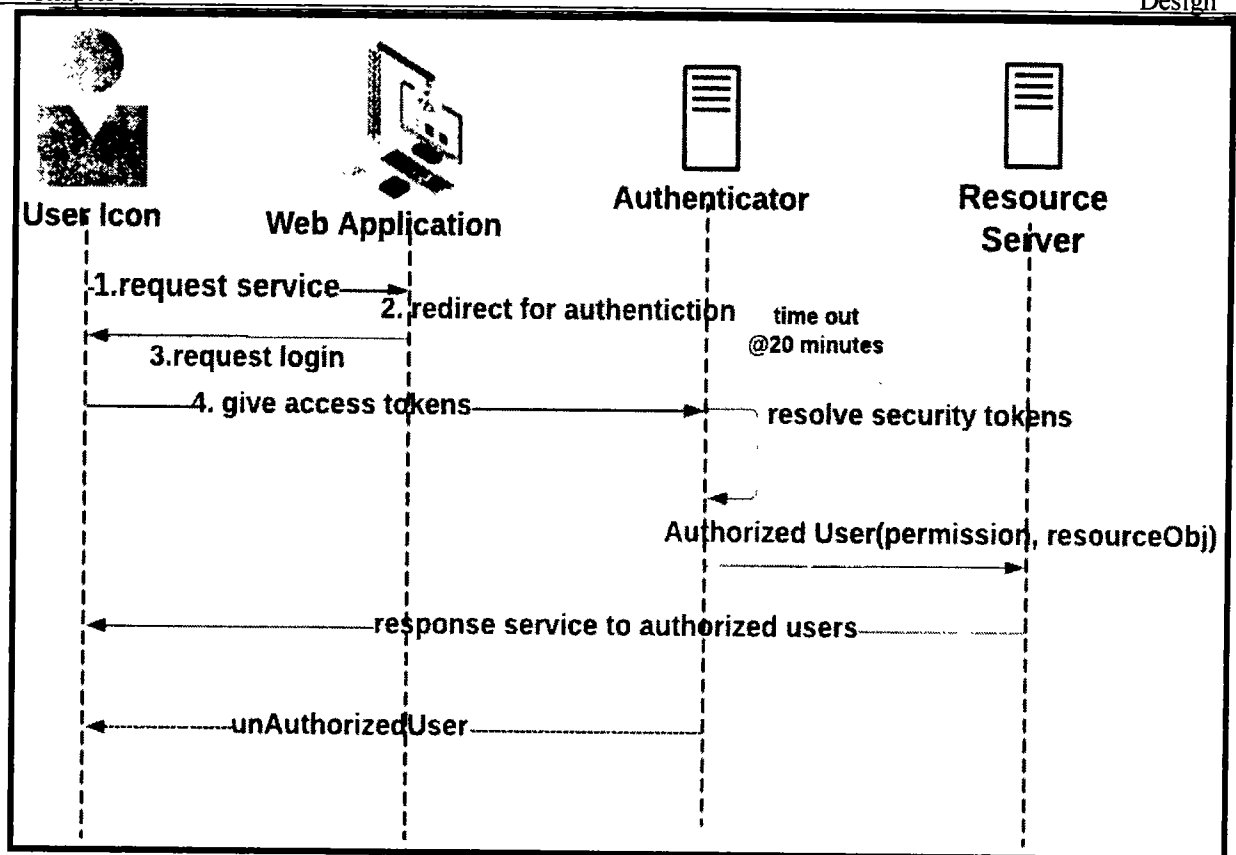 Design
User Icon
Web Application
Authenticator
Resource
Server
1.request service
2. redirect for authentiction
time out
@20 minutes
3.request login
4. give access tokens
resolve security tokens
Authorized User(permission, resourceObj)
response service to authorized users
unAuthorizedUser